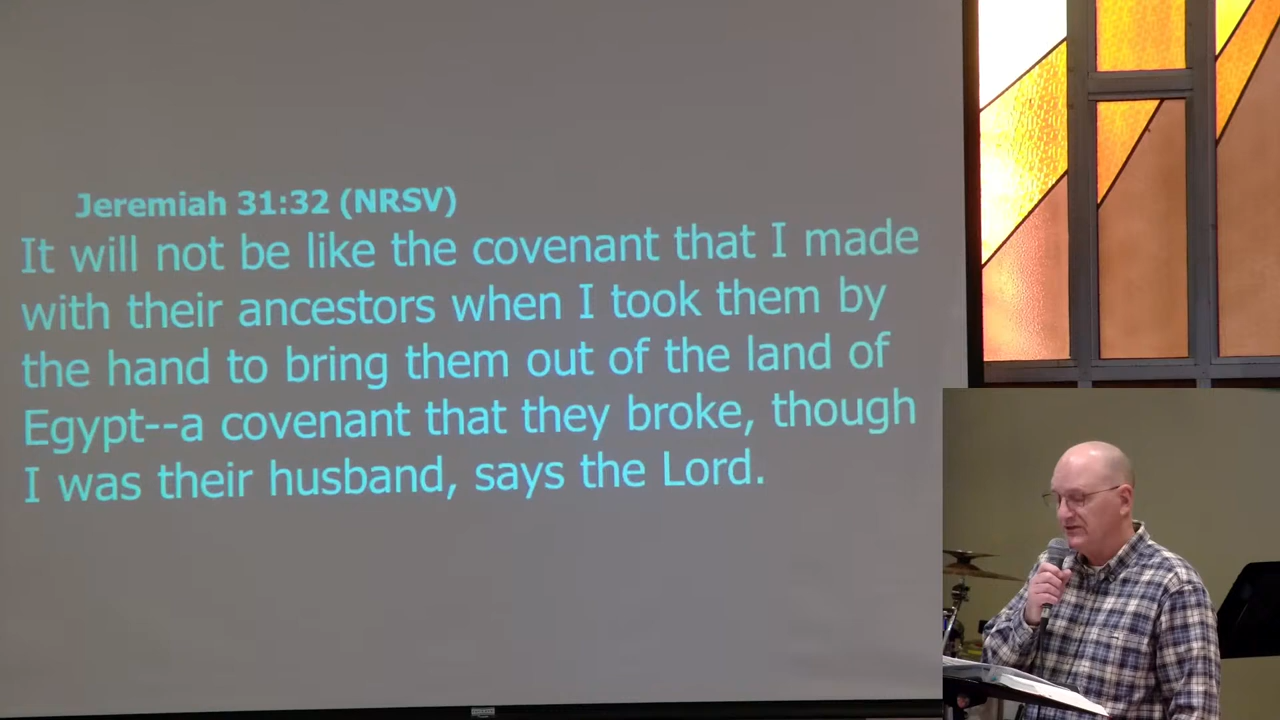 Jeremiah 31:32 (NRSV)
It will not be like the covenant that I made
with their ancestors when I took them by
the hand to bring them out of the land of
Egypt--a covenant that they broke, though
I was their husband, says the Lord.